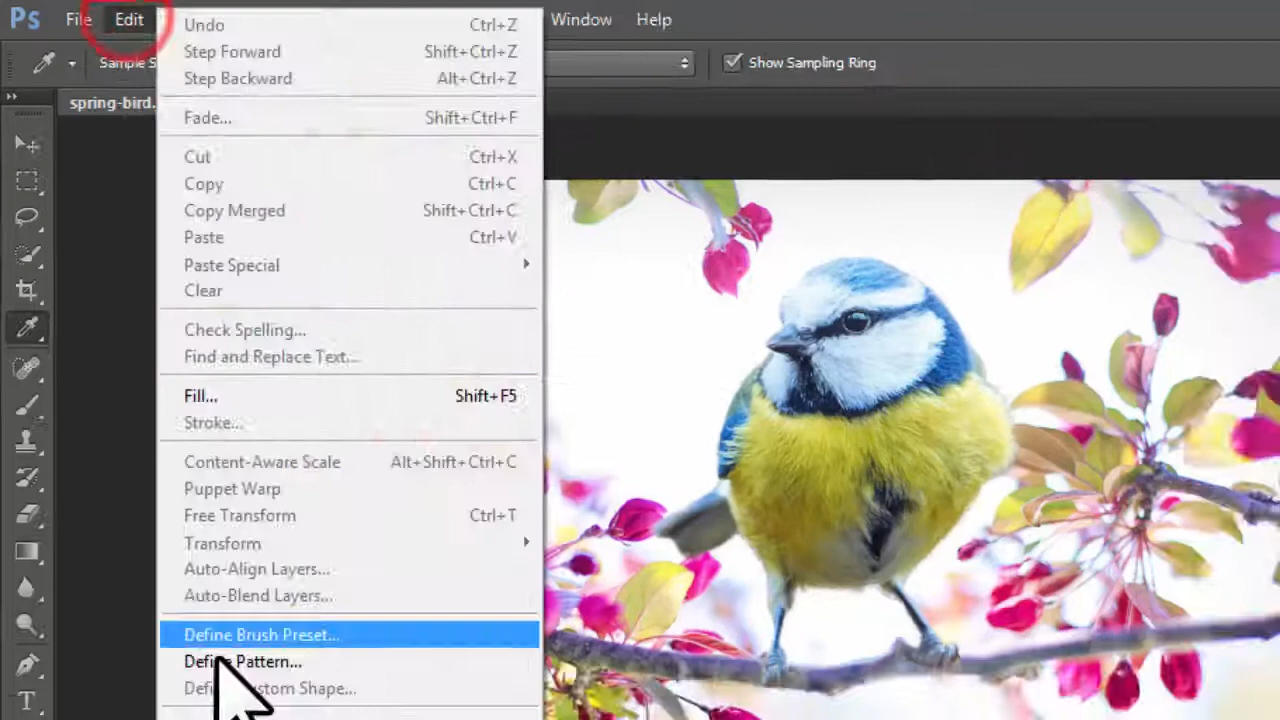 Ps File Edit Window Help
Sample S Show Sampling Ring
spring-bird.
Undo Ctrl+Z
Step Forward Shift+Ctrl+Z
Step Backward Alt+Ctrl+Z
Fade... Shift+Ctrl+F
Cut Ctrl+X
Copy Ctrl+C
Copy Merged Shift+Ctrl+C
Paste Ctrl+V
Paste Special
Clear
Check Spelling...
Find and Replace Text...
Fill... Shift+F5
Stroke...
Content-Aware Scale Alt+Shift+Ctrl+C
Puppet Warp
Free Transform Ctrl+T
Transform
Auto-Align Layers...
Auto-Blend Layers...
Define Brush Preset...
Define Pattern...
Shape...
T